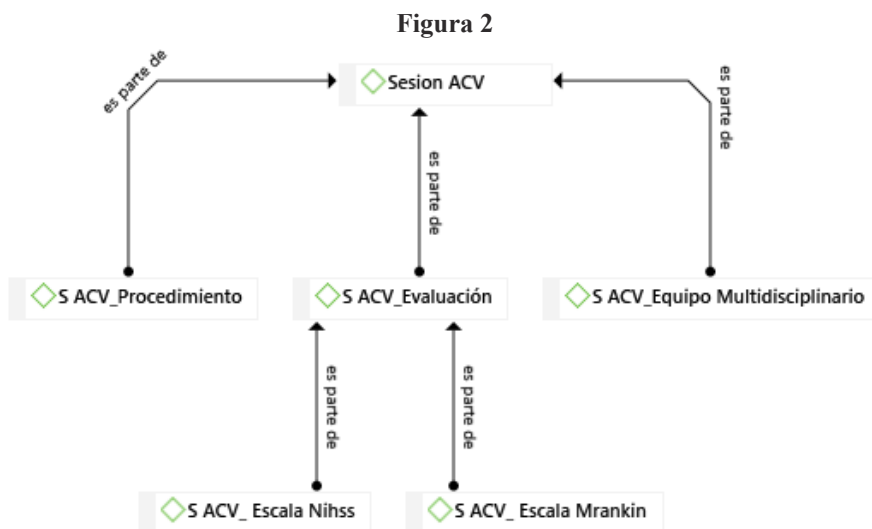 Figura 2
es parte de
Sesion ACV
es parte de
es parte de
S ACV_Procedimiento
S ACV_Evaluación
S ACV_Equipo Multidisciplinario
es parte de
es parte de
S ACV_ Escala Nihss
S ACV_ Escala Mrankin